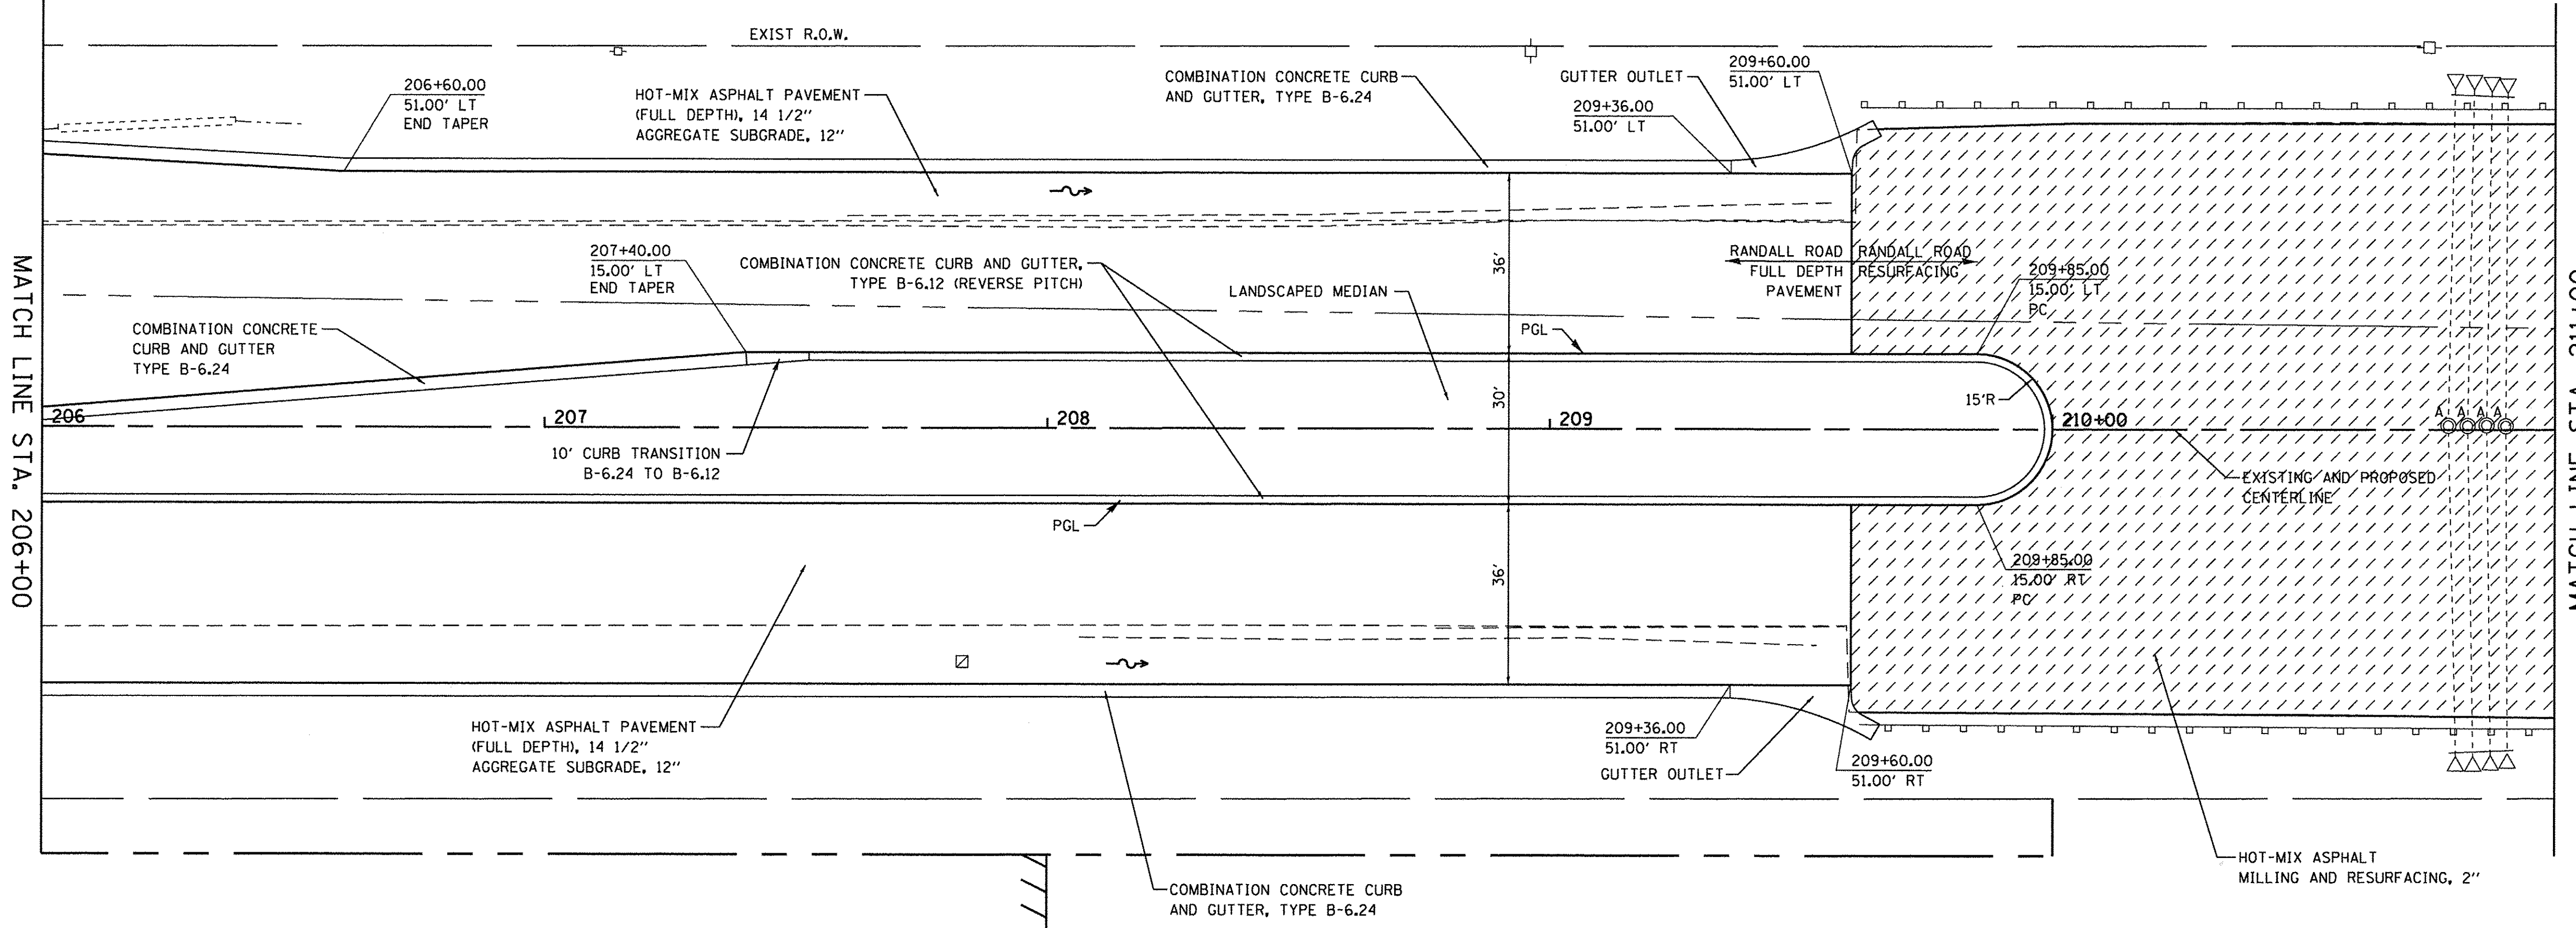 EXIST R.O.W.
206+60.00
51.00' LT
END TAPER
HOT-MIX ASPHALT PAVEMENT
(FULL DEPTH), 14 1/2"
AGGREGATE SUBGRADE, 12"
COMBINATION CONCRETE CURB
AND GUTTER, TYPE B-6.24
GUTTER OUTLET
209+60.00
51.00' LT
209+36.00
51.00' LT
207+40.00
15.00' LT
END TAPER
COMBINATION CONCRETE CURB AND GUTTER,
TYPE B-6.12 (REVERSE PITCH)
LANDSCAPED MEDIAN
36'
RANDALL ROAD
FULL DEPTH
PAVEMENT
RANDALL ROAD
RESURFACING
209+85.00
15.00' LT
PC
COMBINATION CONCRETE
CURB AND GUTTER
TYPE B-6.24
PGL
30'
15'R
206
207
208
209
210+00
A A A A
10' CURB TRANSITION
B-6.24 TO B-6.12
EXISTING AND PROPOSED
CENTERLINE
MATCH LINE STA. 206+00
PGL
36'
209+85.00
15.00' RT
PC
HOT-MIX ASPHALT PAVEMENT
(FULL DEPTH), 14 1/2"
AGGREGATE SUBGRADE, 12"
209+36.00
51.00' RT
GUTTER OUTLET
209+60.00
51.00' RT
HOT-MIX ASPHALT
MILLING AND RESURFACING, 2"
COMBINATION CONCRETE CURB
AND GUTTER, TYPE B-6.24